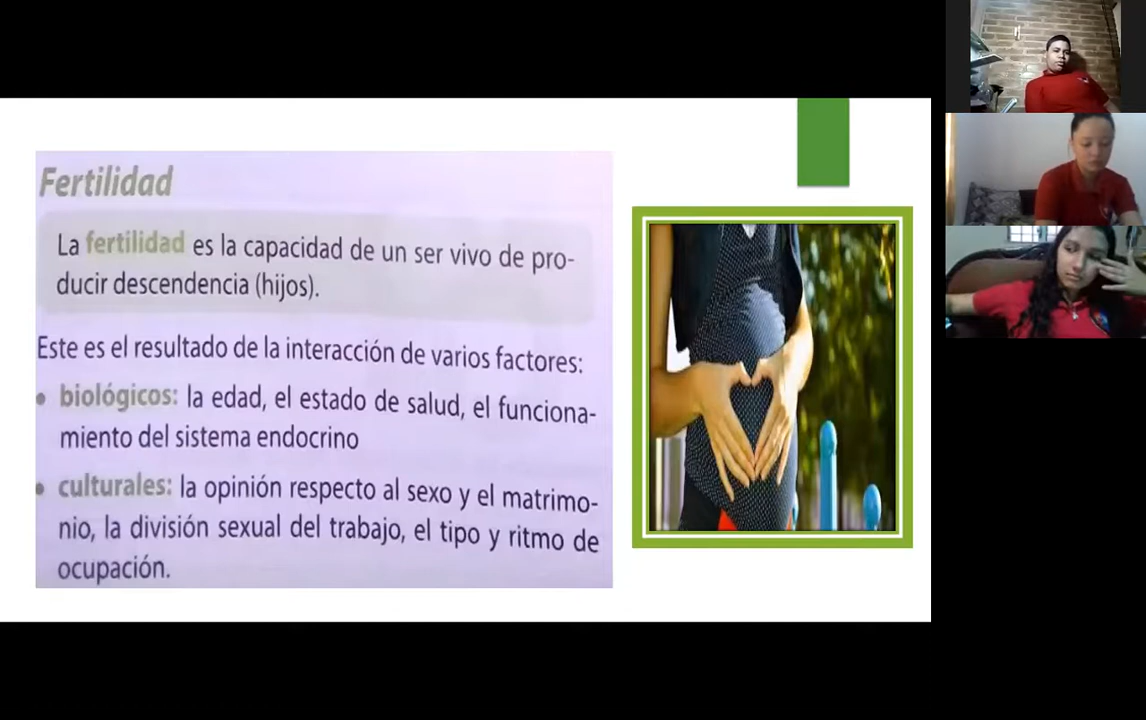 Fertilidad
La fertilidad es la capacidad de un ser vivo de pro-
ducir descendencia (hijos).
Este es el resultado de la interacción de varios factores:
• biológicos: la edad, el estado de salud, el funciona-
miento del sistema endocrino
• culturales: la opinión respecto al sexo y el matrimo-
nio, la división sexual del trabajo, el tipo y ritmo de
ocupación.